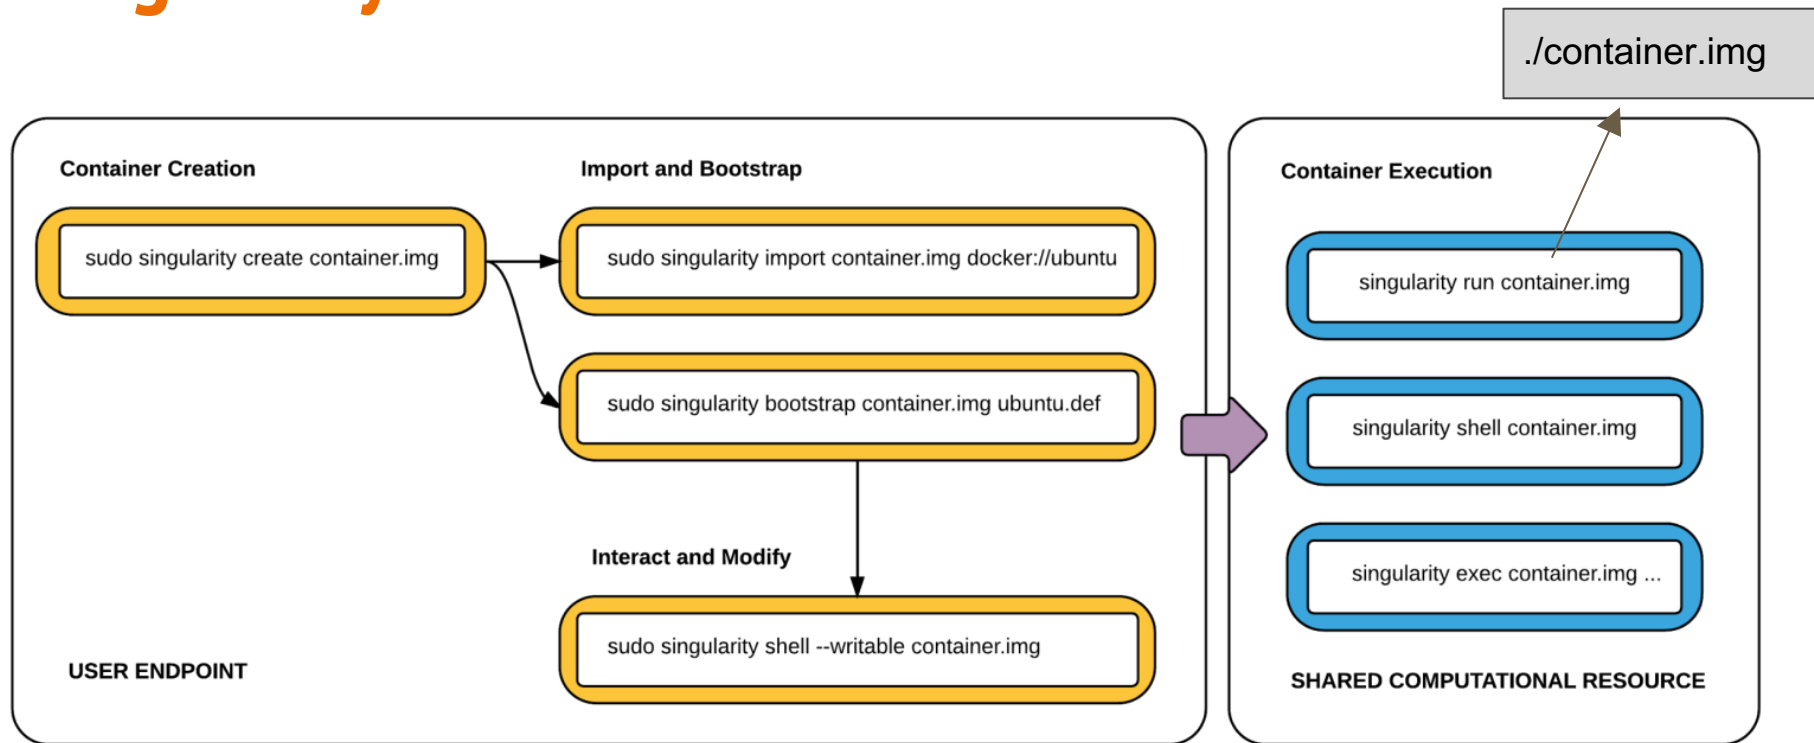 ./container.img
Container Creation
sudo singularity create container.img
Import and Bootstrap
sudo singularity import container.img docker://ubuntu
sudo singularity bootstrap container.img ubuntu.def
Interact and Modify
sudo singularity shell --writable container.img
USER ENDPOINT
Container Execution
singularity run container.img
singularity shell container.img
singularity exec container.img ...
SHARED COMPUTATIONAL RESOURCE